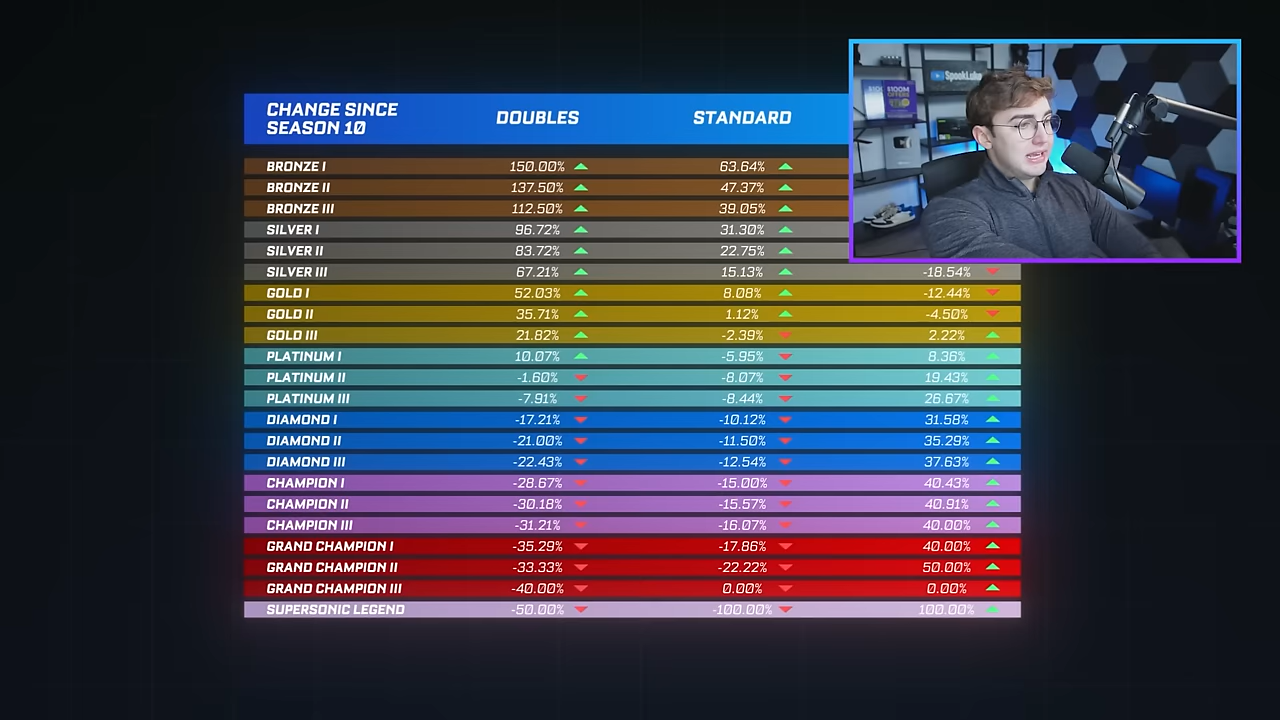 CHANGE SINCE
SEASON 10
DOUBLES STANDARD
BRONZE I 150.00% 63.64%
BRONZE II 137.50% 47.37%
BRONZE III 112.50% 39.05%
SILVER I 96.72% 31.30%
SILVER II 83.72% 22.75%
SILVER III 67.21% 15.13% -18.54%
GOLD I 52.03% 8.08% -12.44%
GOLD II 35.71% 1.12% -4.50%
GOLD III 21.82% -2.39% 2.22%
PLATINUM I 10.07% -5.95% 8.36%
PLATINUM II -1.60% -8.07% 19.43%
PLATINUM III -7.91% -8.44% 26.67%
DIAMOND I -17.21% -10.12% 31.58%
DIAMOND II -21.00% -11.50% 35.29%
DIAMOND III -22.43% -12.54% 37.63%
CHAMPION I -28.67% -15.00% 40.43%
CHAMPION II -30.18% -15.57% 40.91%
CHAMPION III -31.21% -16.07% 40.00%
GRAND CHAMPION I -35.29% -17.86% 40.00%
GRAND CHAMPION II -33.33% -22.22% 50.00%
GRAND CHAMPION III -40.00% 0.00% 0.00%
SUPERSONIC LEGEND -50.00% -100.00% 100.00%
SpookLuke
$100M
OFFERS